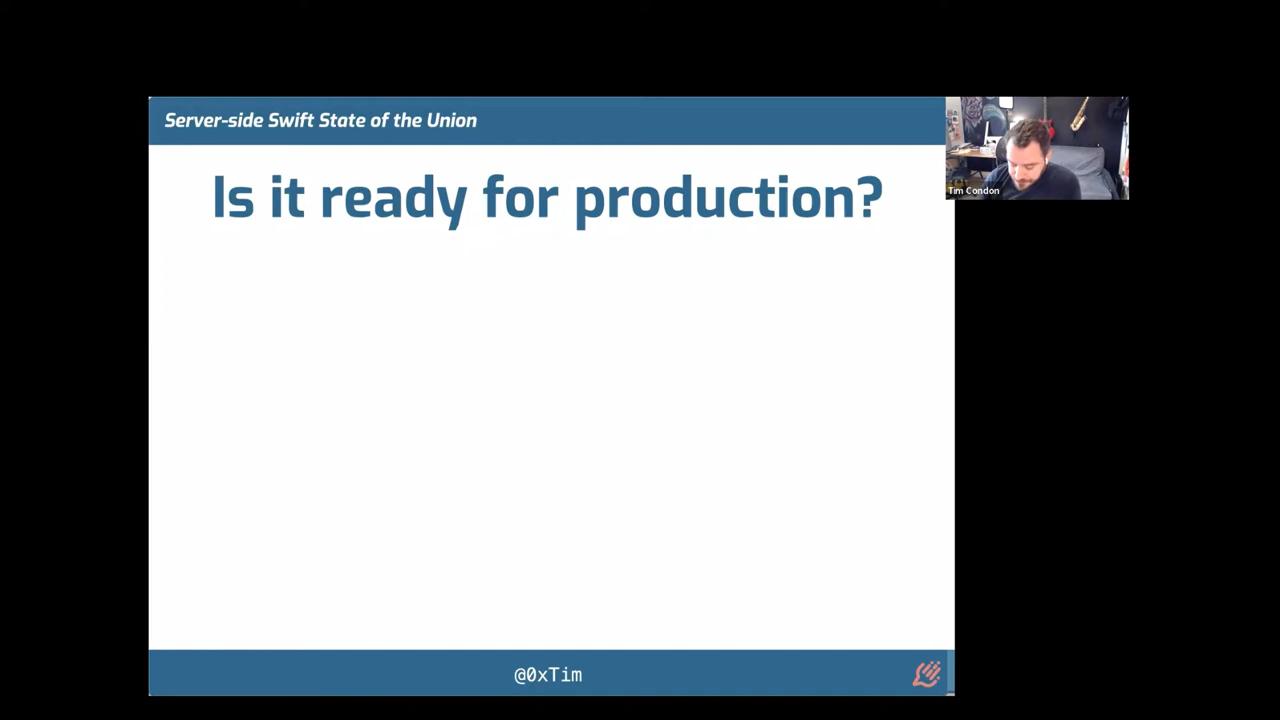 Server-side Swift State of the Union
Is it ready for production?
Tim Condon
@0xTim